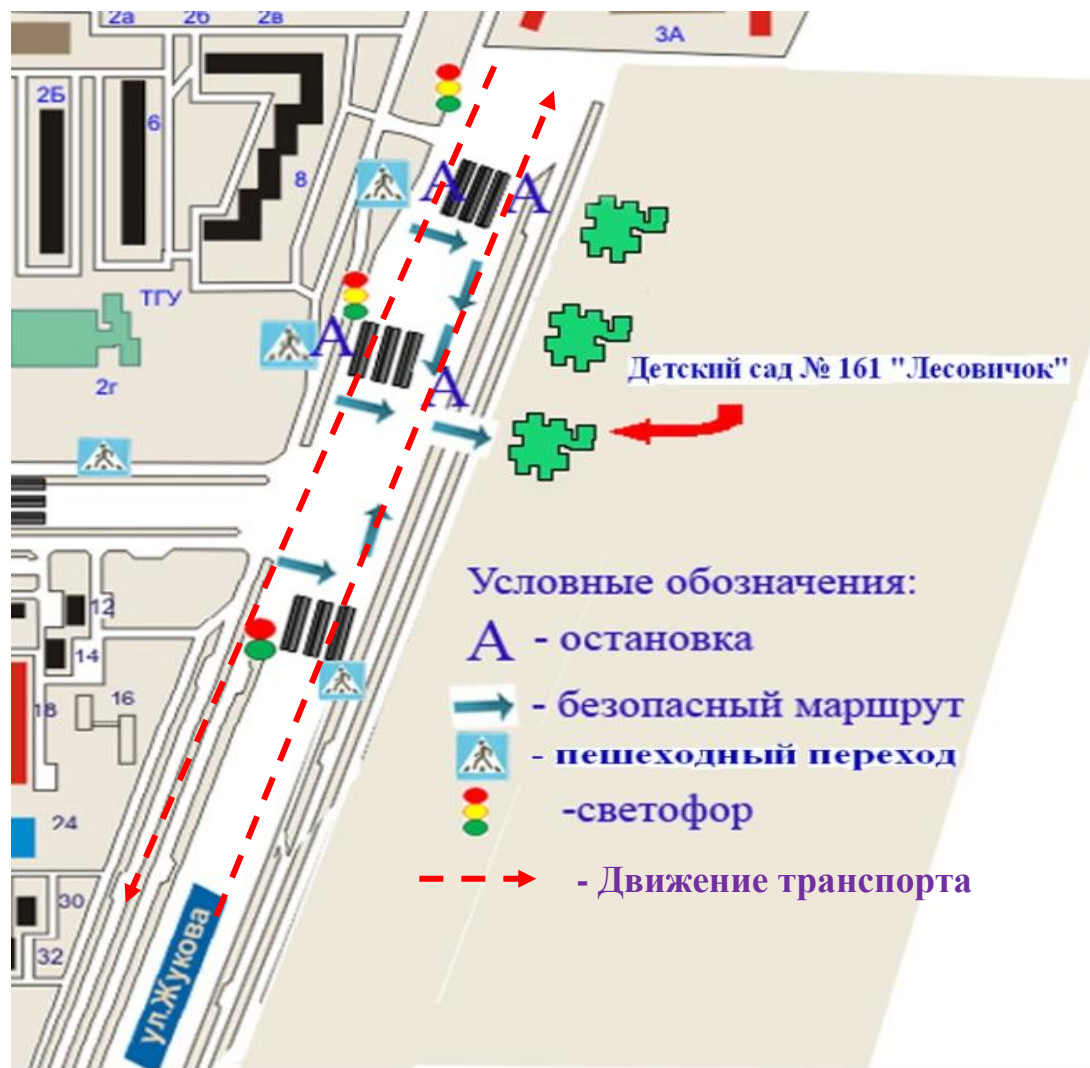 2а
2б
2в
3А
2Б
6
8
А
А
ТГУ
2г
А
А
Детский сад № 161 "Лесовичок"
12
14
16
18
24
30
32
ул.Жукова
Условные обозначения:
А - остановка
- безопасный маршрут
- пешеходный переход
-светофор
- Движение транспорта